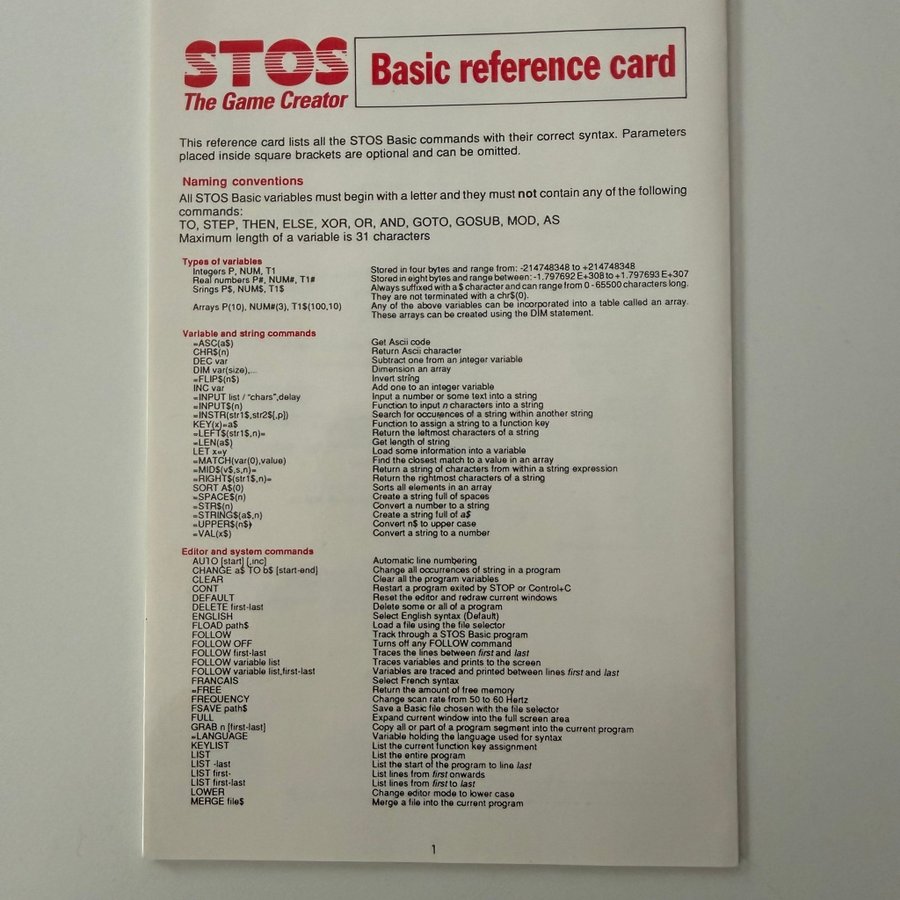 STOS
The Game Creator
Basic reference card
This reference card lists all the STOS Basic commands with their correct syntax. Parameters
placed inside square brackets are optional and can be omitted.
Naming conventions
All STOS Basic variables must begin with a letter and they must not contain any of the following
commands:
TO, STEP, THEN, ELSE, XOR, OR, AND, GOTO, GOSUB, MOD, AS
Maximum length of a variable is 31 characters
Types of variables
Integers P, NUM, T1 Stored in four bytes and range from: -214748348 to +214748348
Real numbers P#, NUM#, T1# Stored in eight bytes and range between: -1.797692 E+308 to +1.797693 E+307
Srings P$, NUM$, T1$ Always suffixed with a $ character and can range from 0 - 65500 characters long.
They are not terminated with a chr$(0).
Arrays P(10), NUM#(3), T1$(100,10) Any of the above variables can be incorporated into a table called an array.
These arrays can be created using the DIM statement.
Variable and string commands
=ASC(a$) Get Ascii code
CHR$(n) Return Ascii character
DEC var Subtract one from an integer variable
DIM var(size),... Dimension an array
=FLIP$(n$) Invert string
INC var Add one to an integer variable
=INPUT list / "chars",delay Input a number or some text into a string
=INPUT$(n) Function to input n characters into a string
=INSTR(str1$,str2$[,p]) Search for occurences of a string within another string
KEY(x)=a$ Function to assign a string to a function key
=LEFT$(str1$,n)= Return the leftmost characters of a string
=LEN(a$) Get length of string
LET x=y Load some information into a variable
=MATCH(var(0),value) Find the closest match to a value in an array
=MID$(v$,s,n)= Return a string of characters from within a string expression
=RIGHT$(str1$,n)= Return the rightmost characters of a string
SORT A$(0) Sorts all elements in an array
=SPACE$(n) Create a string full of spaces
=STR$(n) Convert a number to a string
=STRING$(a$,n) Create a string full of a$
=UPPER$(n$) Convert n$ to upper case
=VAL(x$) Convert a string to a number
Editor and system commands
AUTO [start] [,inc] Automatic line numbering
CHANGE a$ TO b$ [start-end] Change all occurrences of string in a program
CLEAR Clear all the program variables
CONT Restart a program exited by STOP or Control+C
DEFAULT Reset the editor and redraw current windows
DELETE first-last Delete some or all of a program
ENGLISH Select English syntax (Default)
FLOAD path$ Load a file using the file selector
FOLLOW Track through a STOS Basic program
FOLLOW OFF Turns off any FOLLOW command
FOLLOW first-last Traces the lines between first and last
FOLLOW variable list Traces variables and prints to the screen
FOLLOW variable list,first-last Variables are traced and printed between lines first and last
FRANCAIS Select French syntax
=FREE Return the amount of free memory
FREQUENCY Change scan rate from 50 to 60 Hertz
FSAVE path$ Save a Basic file chosen with the file selector
FULL Expand current window into the full screen area
GRAB n [first-last] Copy all or part of a program segment into the current program
=LANGUAGE Variable holding the language used for syntax
KEYLIST List the current function key assignment
LIST List the entire program
LIST -last List the start of the program to line last
LIST first- List lines from first onwards
LIST first-last List lines from first to last
LOWER Change editor mode to lower case
MERGE file$ Merge a file into the current program
1